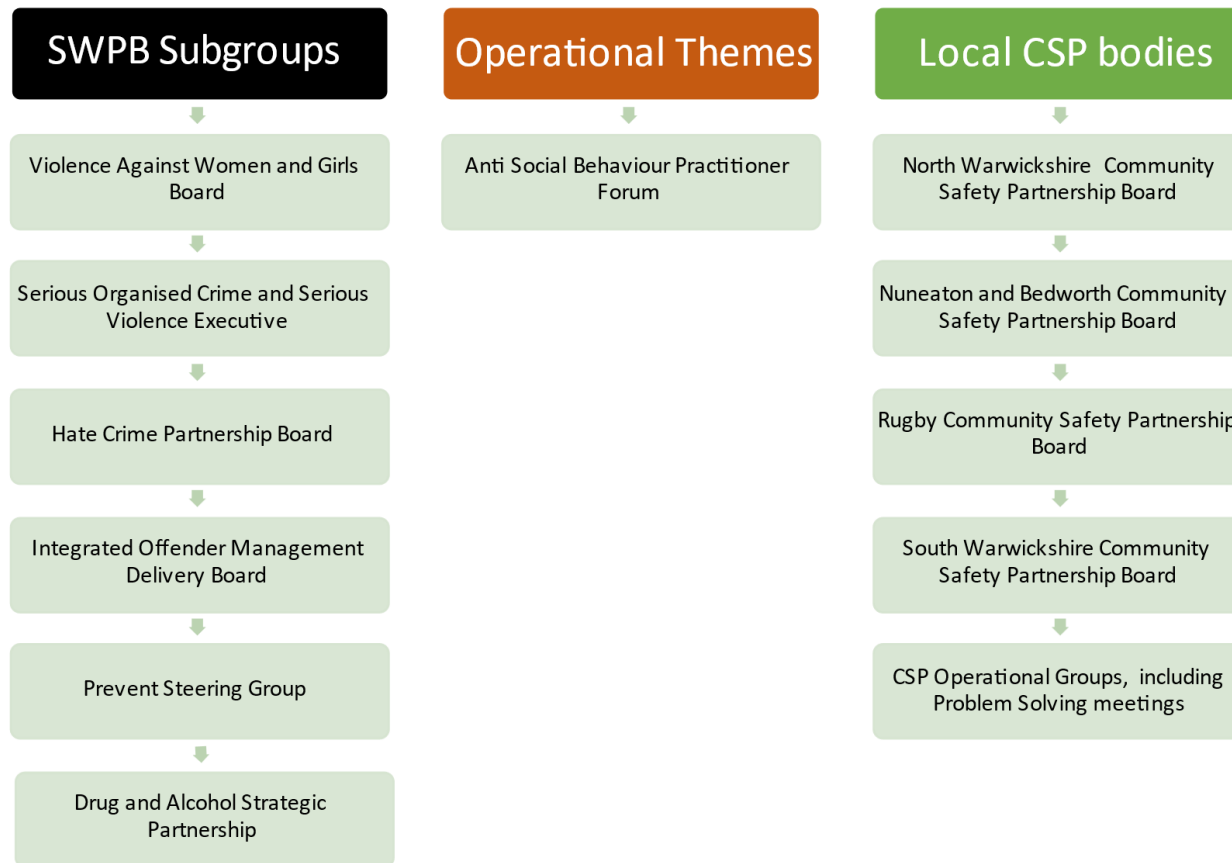 SWPB Subgroups
Violence Against Women and Girls
Board
Serious Organised Crime and Serious
Violence Executive
Hate Crime Partnership Board
Integrated Offender Management
Delivery Board
Prevent Steering Group
Drug and Alcohol Strategic
Partnership
Operational Themes
Anti Social Behaviour Practitioner
Forum
Local CSP bodies
North Warwickshire Community
Safety Partnership Board
Nuneaton and Bedworth Community
Safety Partnership Board
Rugby Community Safety Partnership
Board
South Warwickshire Community
Safety Partnership Board
CSP Operational Groups, including
Problem Solving meetings